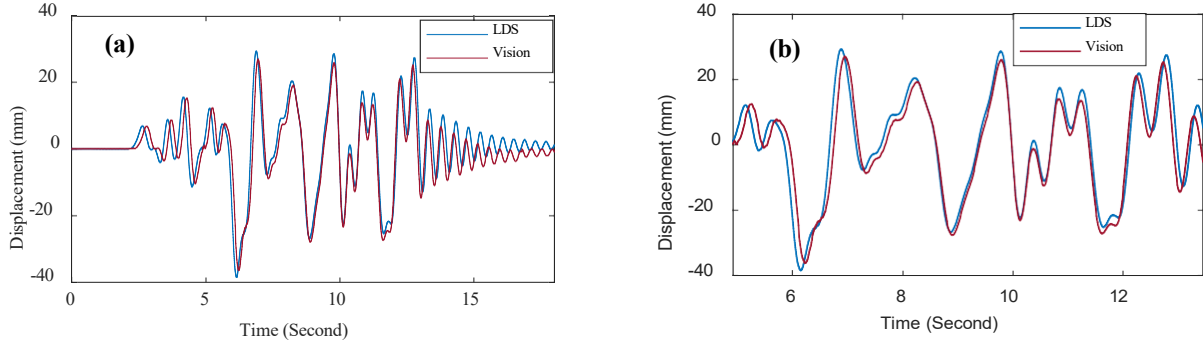 (a)
LDS
Vision
40
20
0
-20
-40
0
5
10
15
Displacement (mm)
Time (Second)
(b)
LDS
Vision
40
20
0
-20
-40
6
8
10
12
Displacement (mm)
Time (Second)